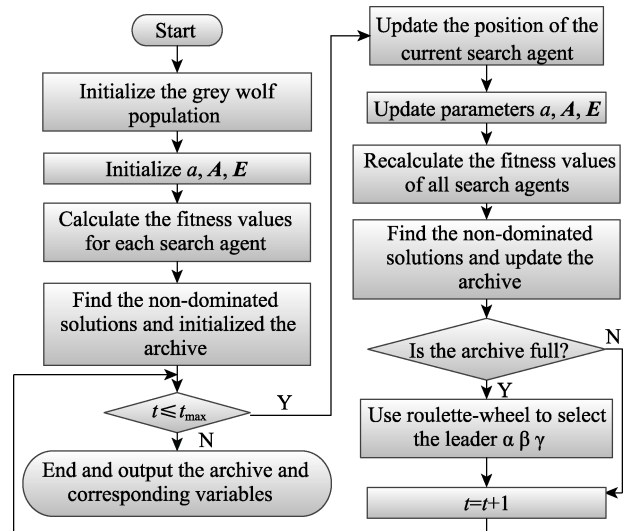 Start
Initialize the grey wolf
population
Initialize a, A, E
Calculate the fitness values
for each search agent
Find the non-dominated
solutions and initialized the
archive
t≤tmax
Y
N
End and output the archive and
corresponding variables
Update the position of the
current search agent
Update parameters a, A, E
Recalculate the fitness values
of all search agents
Find the non-dominated
solutions and update the
archive
Is the archive full?
N
Y
Use roulette-wheel to select
the leader α β γ
t=t+1